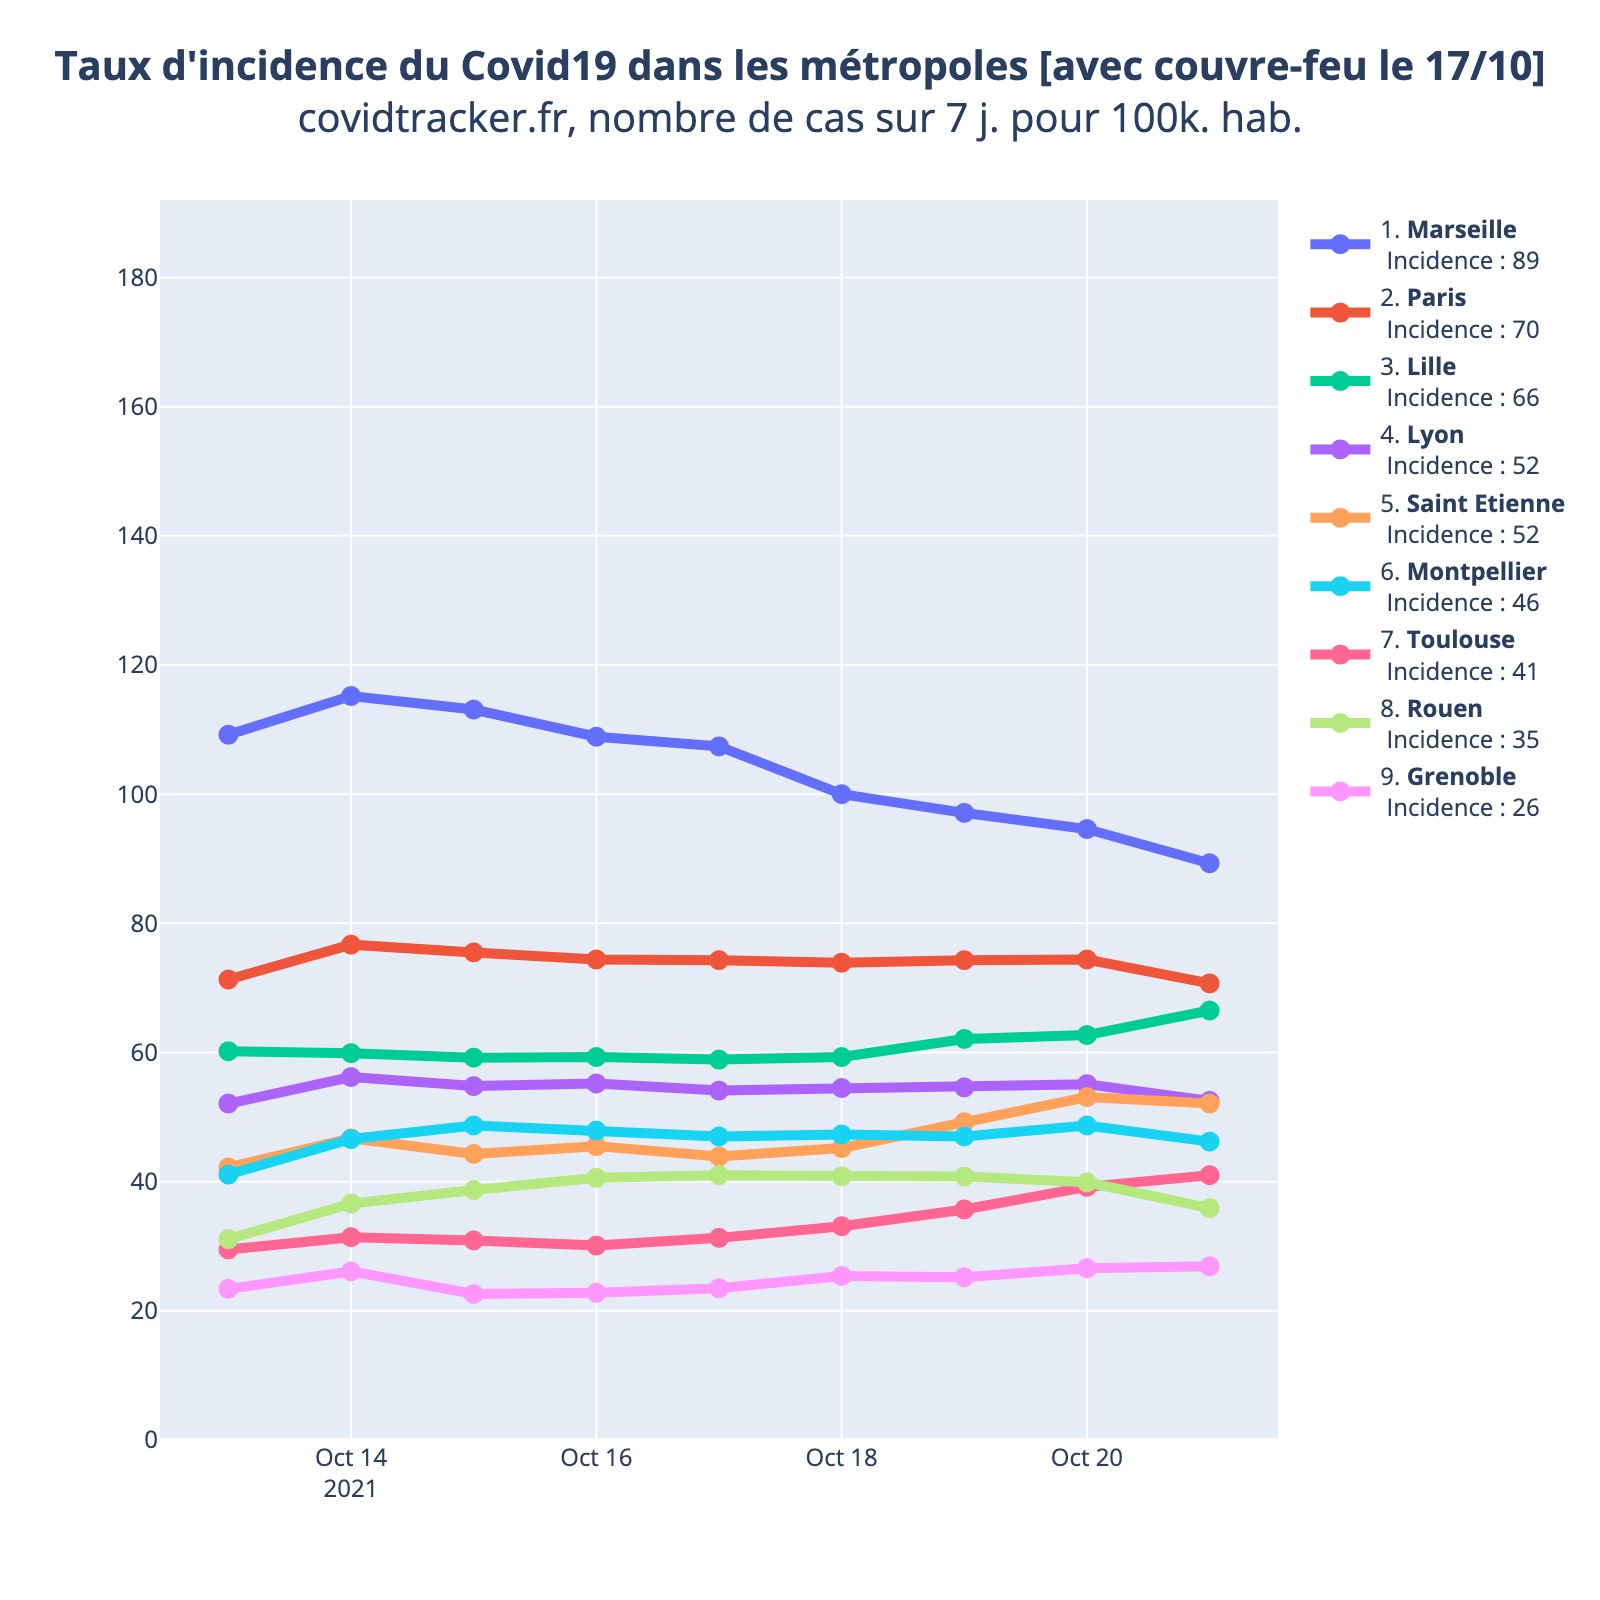 Taux d'incidence du Covid19 dans les métropoles [avec couvre-feu le 17/10]
covidtracker.fr, nombre de cas sur 7 j. pour 100k. hab.
180
160
140
120
100
80
60
40
20
0
Oct 14
2021
Oct 16
Oct 18
Oct 20
1. Marseille
Incidence : 89
2. Paris
Incidence : 70
3. Lille
Incidence : 66
4. Lyon
Incidence : 52
5. Saint Etienne
Incidence : 52
6. Montpellier
Incidence : 46
7. Toulouse
Incidence : 41
8. Rouen
Incidence : 35
9. Grenoble
Incidence : 26